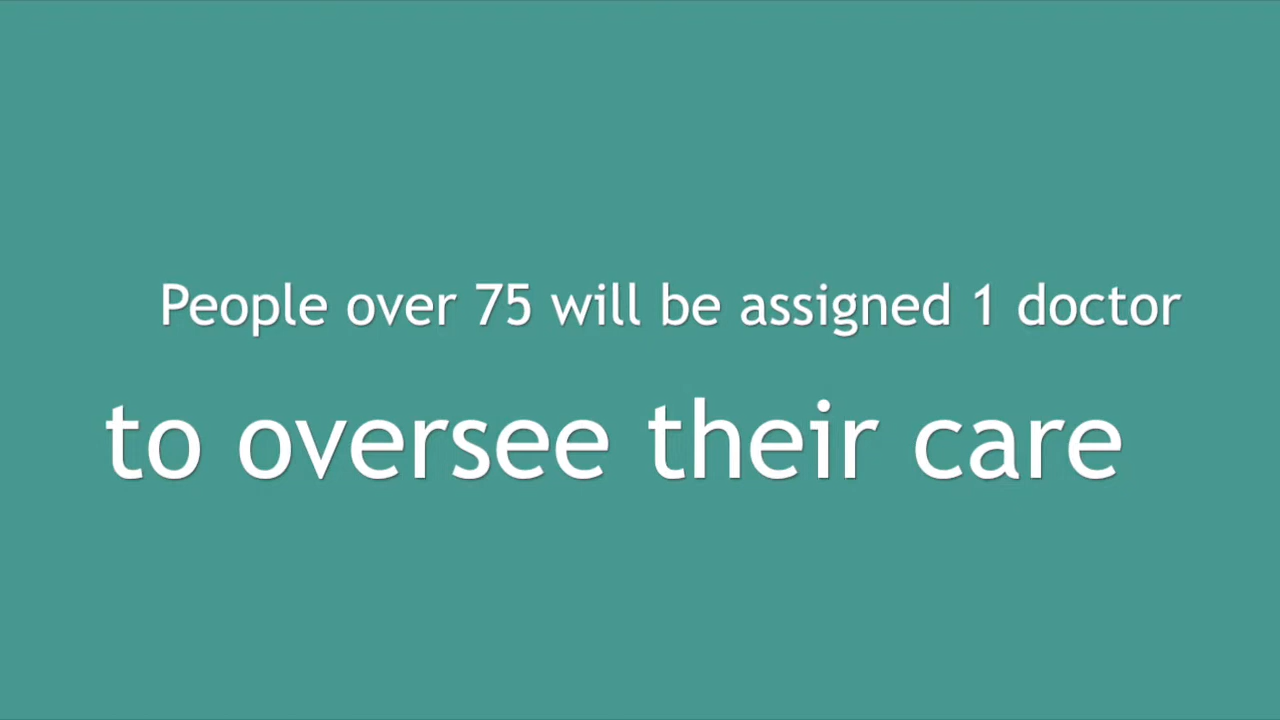 People over 75 will be assigned 1 doctor
to oversee their care